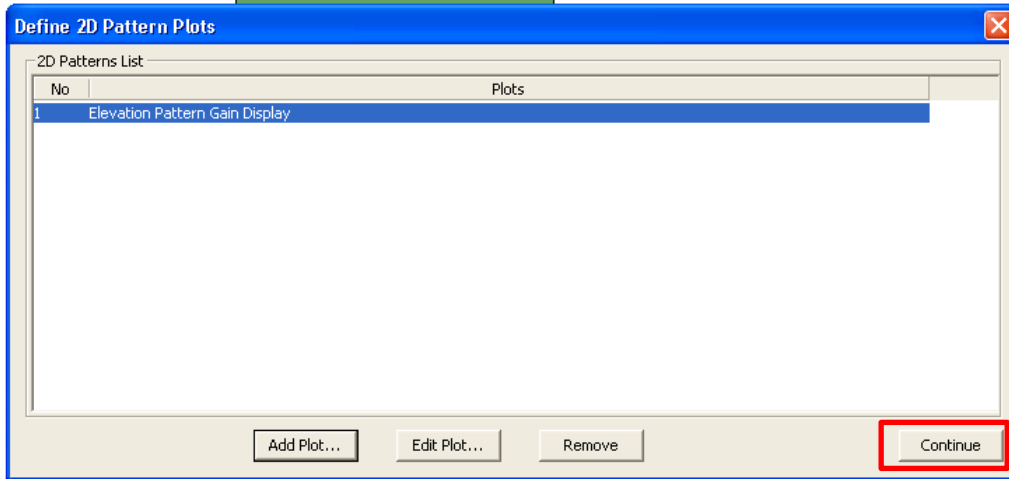 Define 2D Pattern Plots
2D Patterns List
No Plots
1 Elevation Pattern Gain Display
Add Plot... Edit Plot... Remove Continue